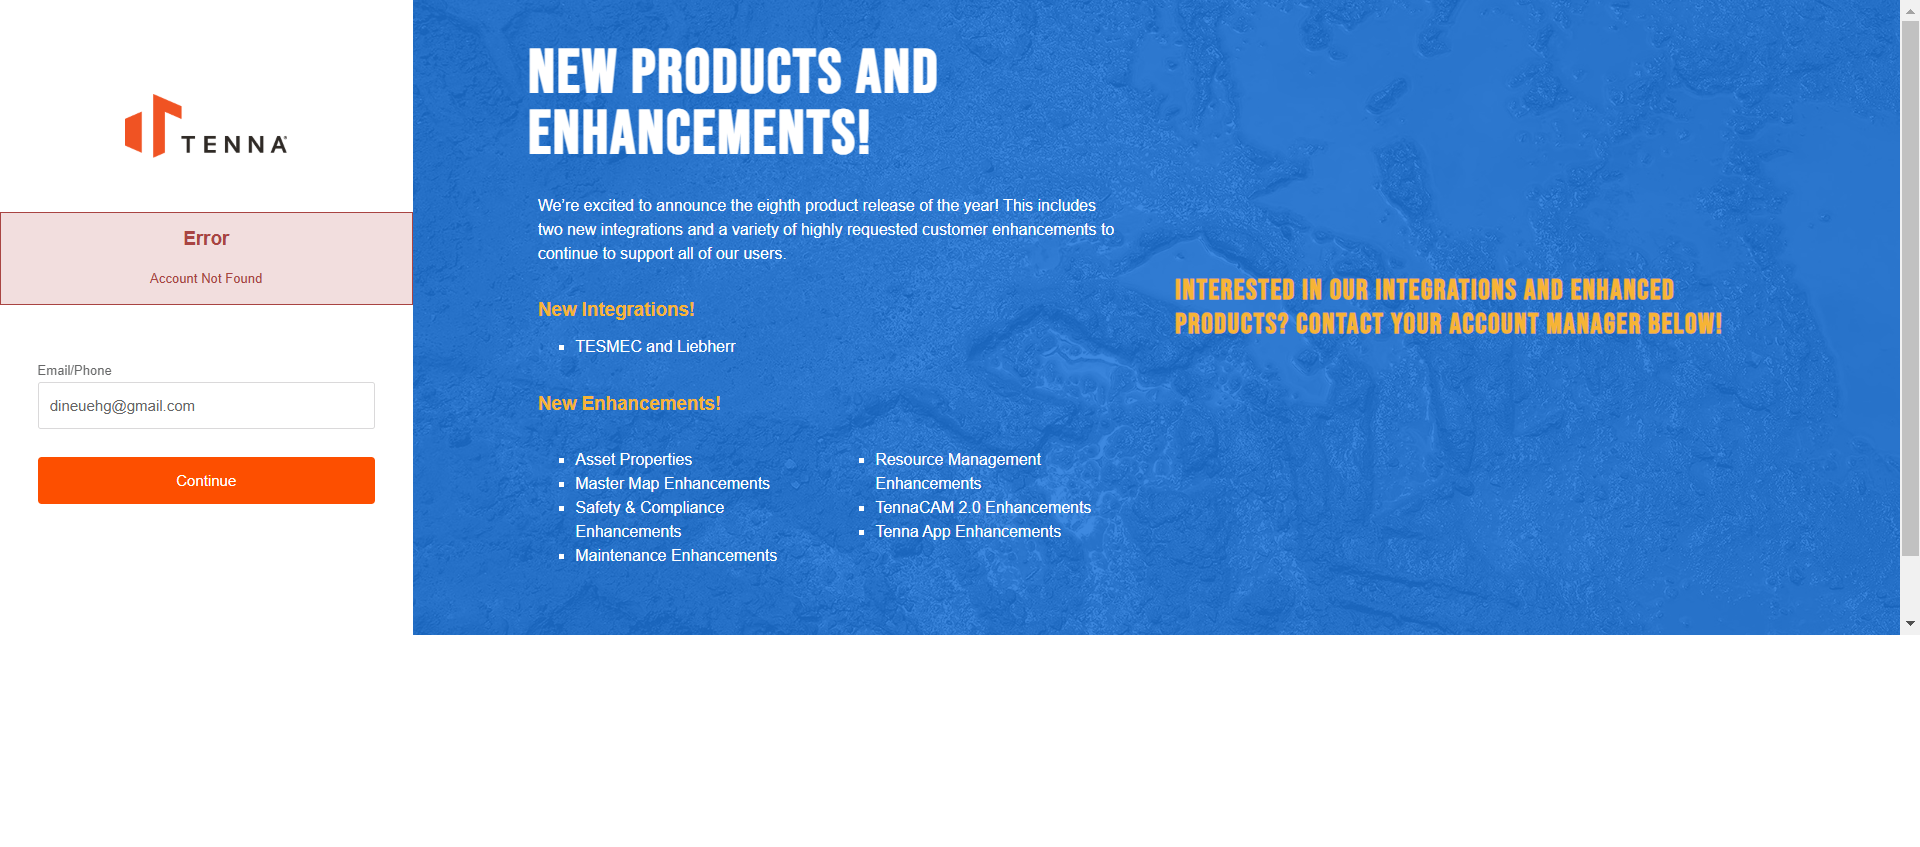 TENNA
Error
Account Not Found
Email/Phone
dineuehg@gmail.com
Continue
NEW PRODUCTS AND
ENHANCEMENTS!
We’re excited to announce the eighth product release of the year! This includes
two new integrations and a variety of highly requested customer enhancements to
continue to support all of our users.
New Integrations!
▪ TESMEC and Liebherr
New Enhancements!
▪ Asset Properties
▪ Master Map Enhancements
▪ Safety & Compliance
Enhancements
▪ Maintenance Enhancements
▪ Resource Management
Enhancements
▪ TennaCAM 2.0 Enhancements
▪ Tenna App Enhancements
INTERESTED IN OUR INTEGRATIONS AND ENHANCED
PRODUCTS? CONTACT YOUR ACCOUNT MANAGER BELOW!